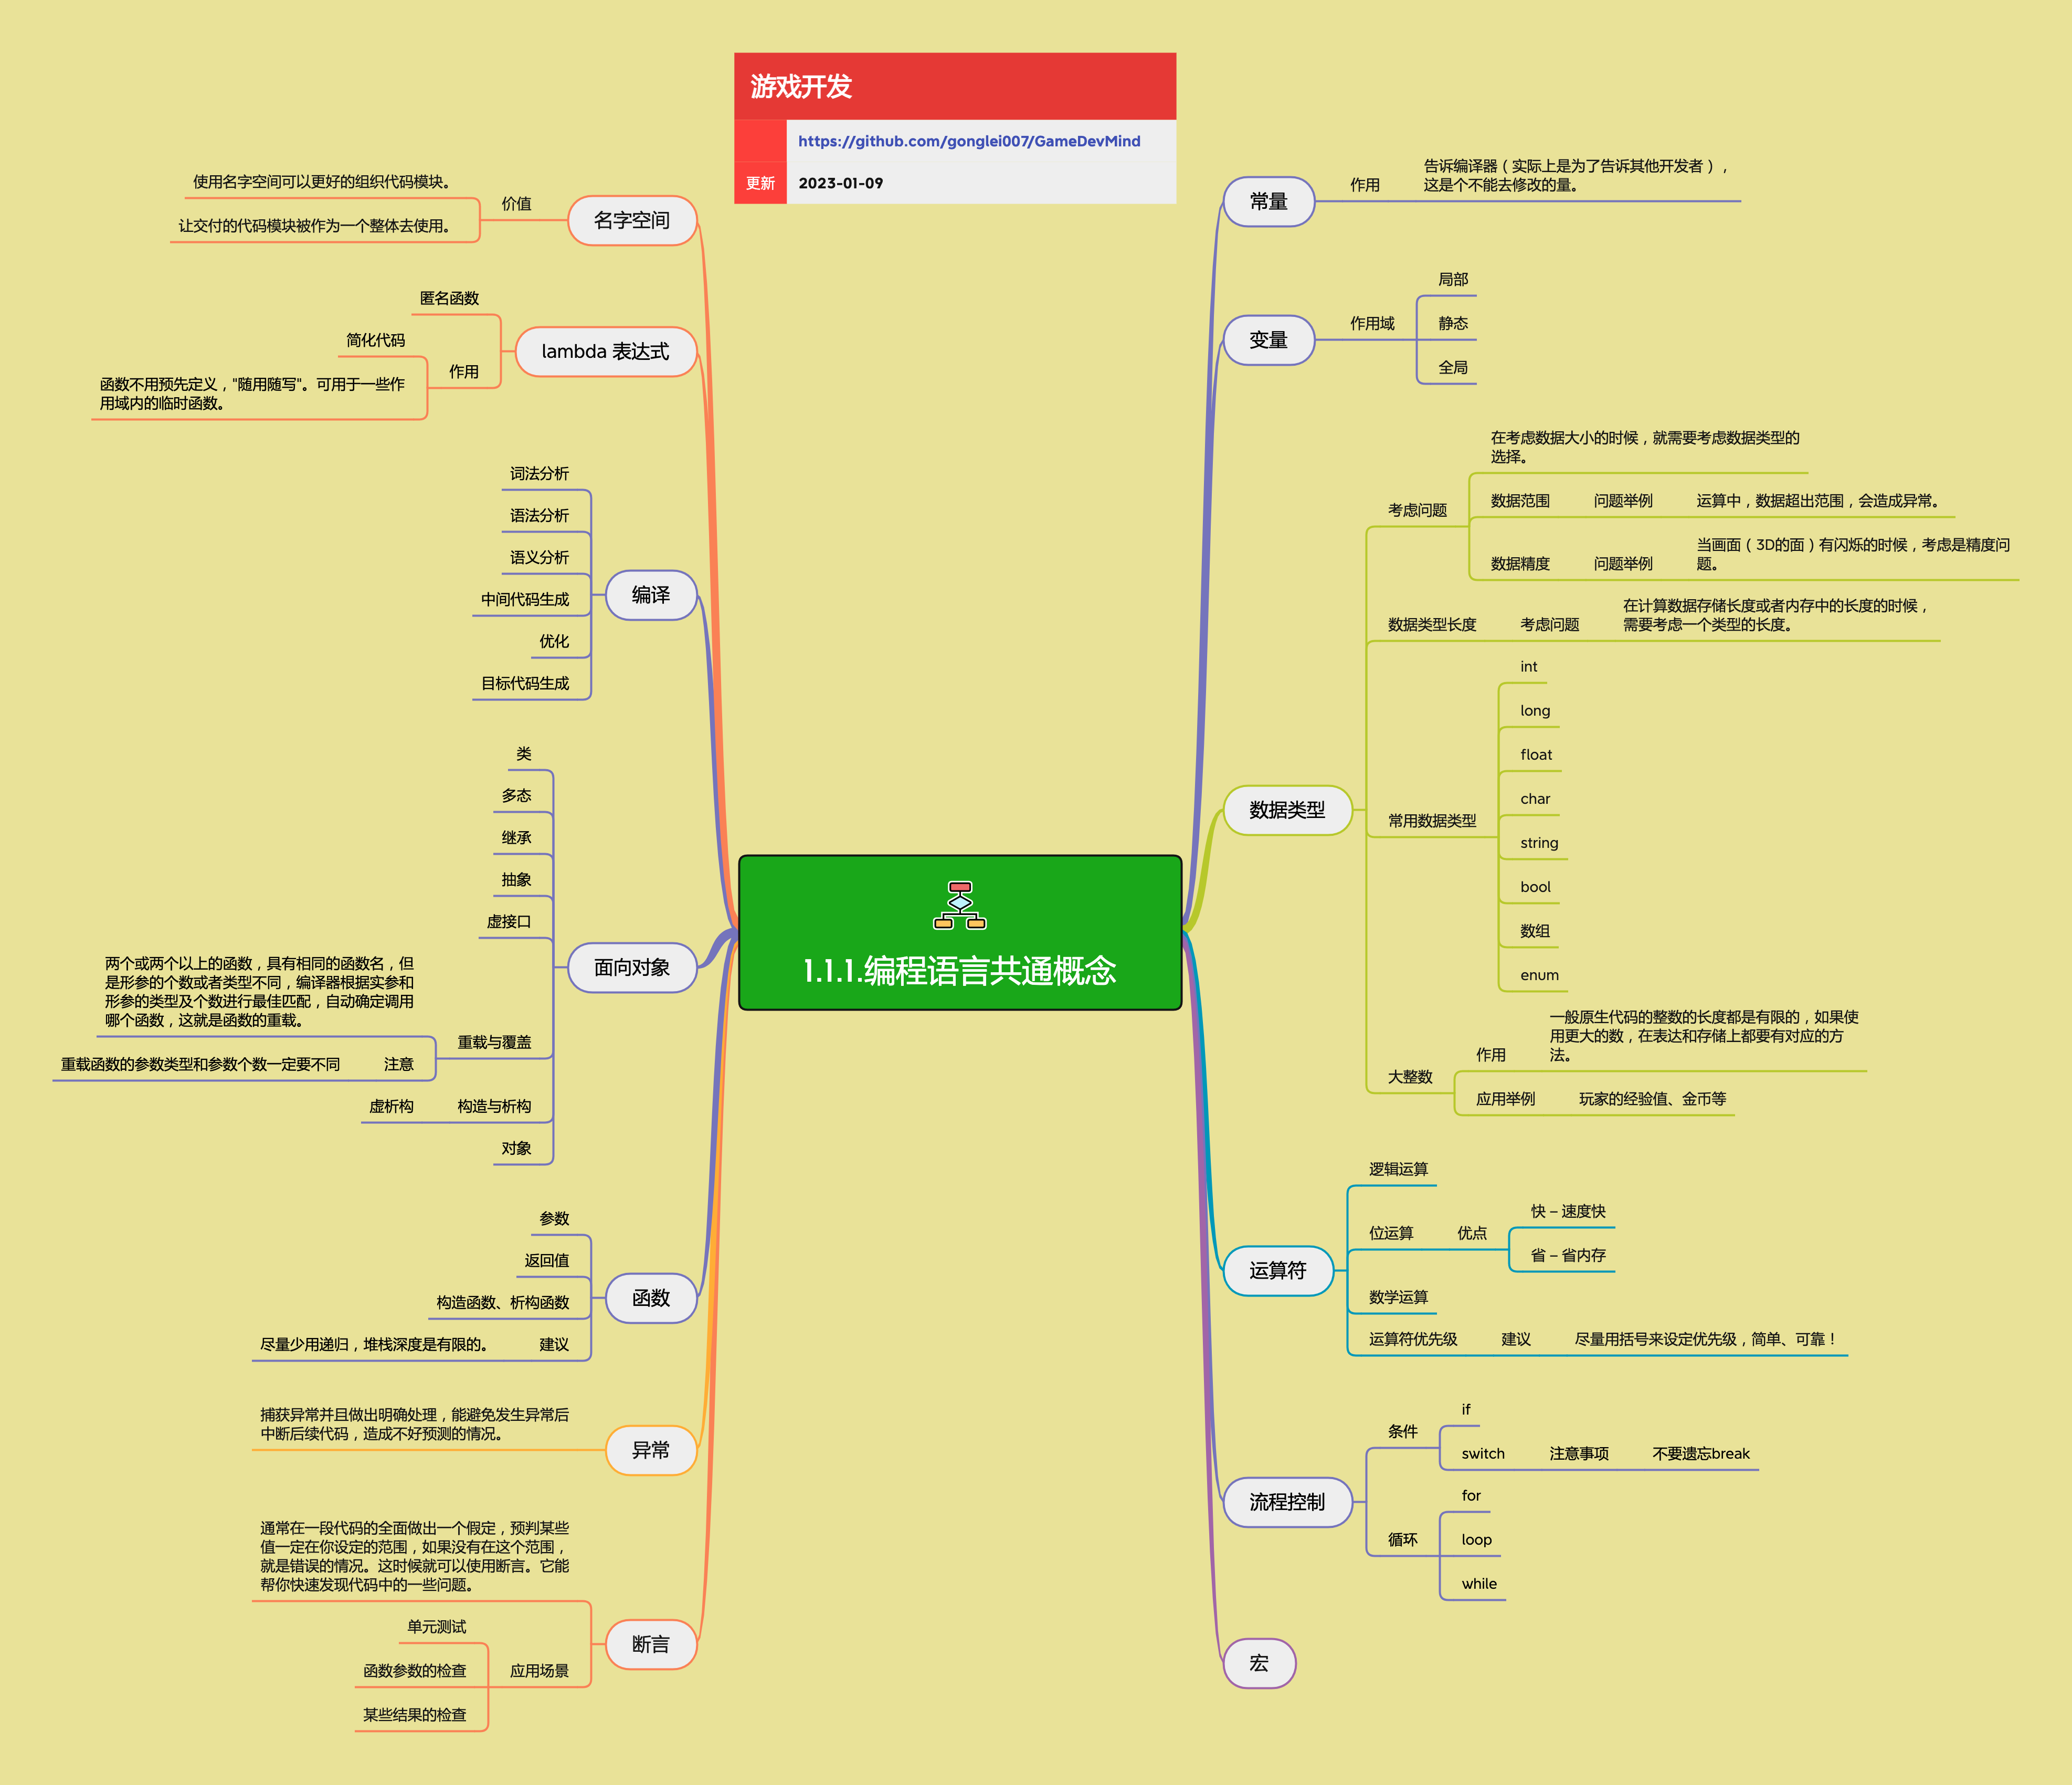 游戏开发
https://github.com/gonglei007/GameDevMind
更新
2023-01-09
1.1.1.编程语言共通概念
常量
作用
告诉编译器（实际上是为了告诉其他开发者），
这是个不能去修改的量。
变量
作用域
局部
静态
全局
数据类型
考虑问题
在考虑数据大小的时候，就需要考虑数据类型的
选择。
数据范围
问题举例
运算中，数据超出范围，会造成异常。
数据精度
问题举例
当画面（3D的面）有闪烁的时候，考虑是精度问
题。
数据类型长度
考虑问题
在计算数据存储长度或者内存中的长度的时候，
需要考虑一个类型的长度。
常用数据类型
int
long
float
char
string
bool
数组
enum
大整数
作用
一般原生代码的整数的长度都是有限的，如果使
用更大的数，在表达和存储上都要有对应的方
法。
应用举例
玩家的经验值、金币等
运算符
逻辑运算
位运算
优点
快 – 速度快
省 – 省内存
数学运算
运算符优先级
建议
尽量用括号来设定优先级，简单、可靠！
流程控制
条件
if
switch
注意事项
不要遗忘break
循环
for
loop
while
宏
名字空间
价值
使用名字空间可以更好的组织代码模块。
让交付的代码模块被作为一个整体去使用。
lambda 表达式
匿名函数
作用
简化代码
函数不用预先定义，"随用随写"。可用于一些作
用域内的临时函数。
编译
词法分析
语法分析
语义分析
中间代码生成
优化
目标代码生成
面向对象
类
多态
继承
抽象
虚接口
重载与覆盖
两个或两个以上的函数，具有相同的函数名，但
是形参的个数或者类型不同，编译器根据实参和
形参的类型及个数进行最佳匹配，自动确定调用
哪个函数，这就是函数的重载。
注意
重载函数的参数类型和参数个数一定要不同
构造与析构
虚析构
对象
函数
参数
返回值
构造函数、析构函数
建议
尽量少用递归，堆栈深度是有限的。
异常
捕获异常并且做出明确处理，能避免发生异常后
中断后续代码，造成不好预测的情况。
断言
通常在一段代码的全面做出一个假定，预判某些
值一定在你设定的范围，如果没有在这个范围，
就是错误的情况。这时候就可以使用断言。它能
帮你快速发现代码中的一些问题。
应用场景
单元测试
函数参数的检查
某些结果的检查